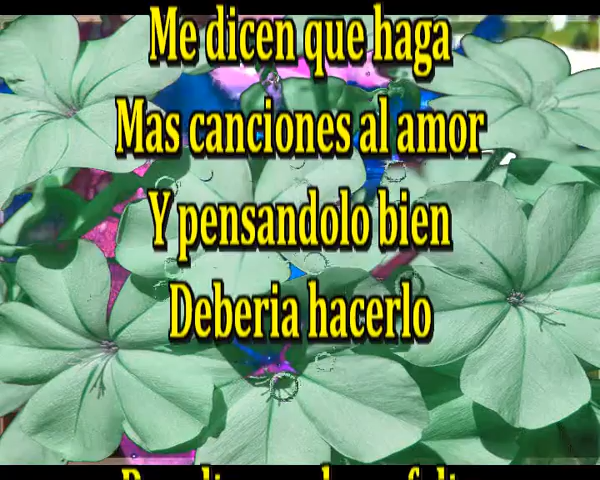 Me dicen que haga
Mas canciones al amor
Y pensandolo bien
Deberia hacerlo